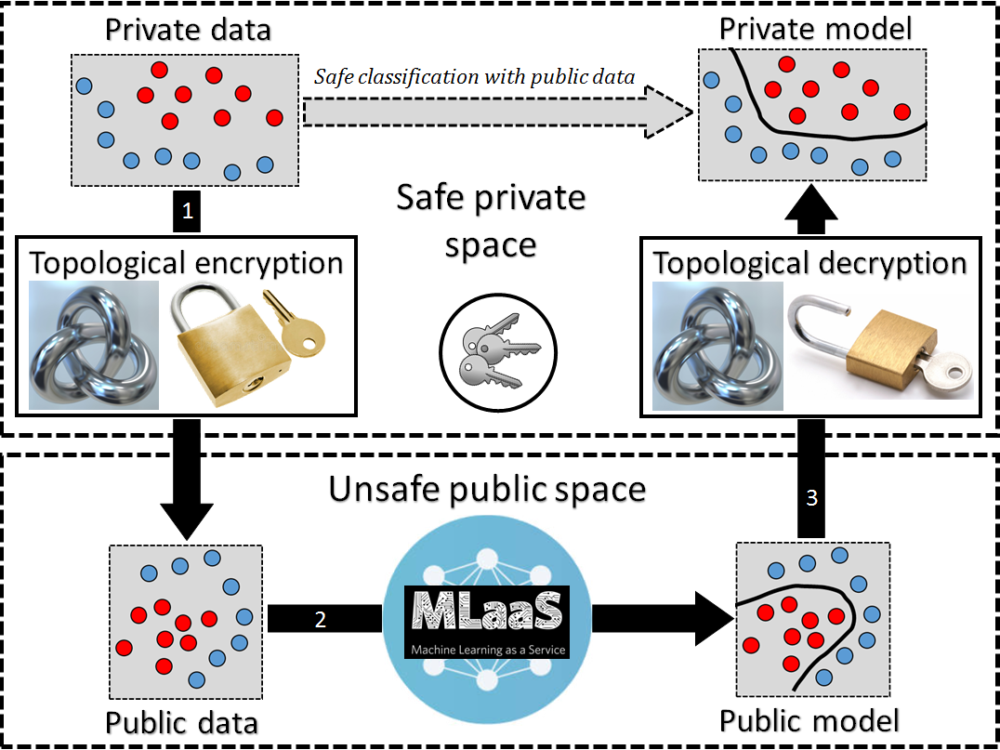 Private data
Private model
Safe classification with public data
1
Safe private
space
Topological encryption
Topological decryption
Unsafe public space
3
MLaaS
Machine Learning as a Service
2
Public data
Public model